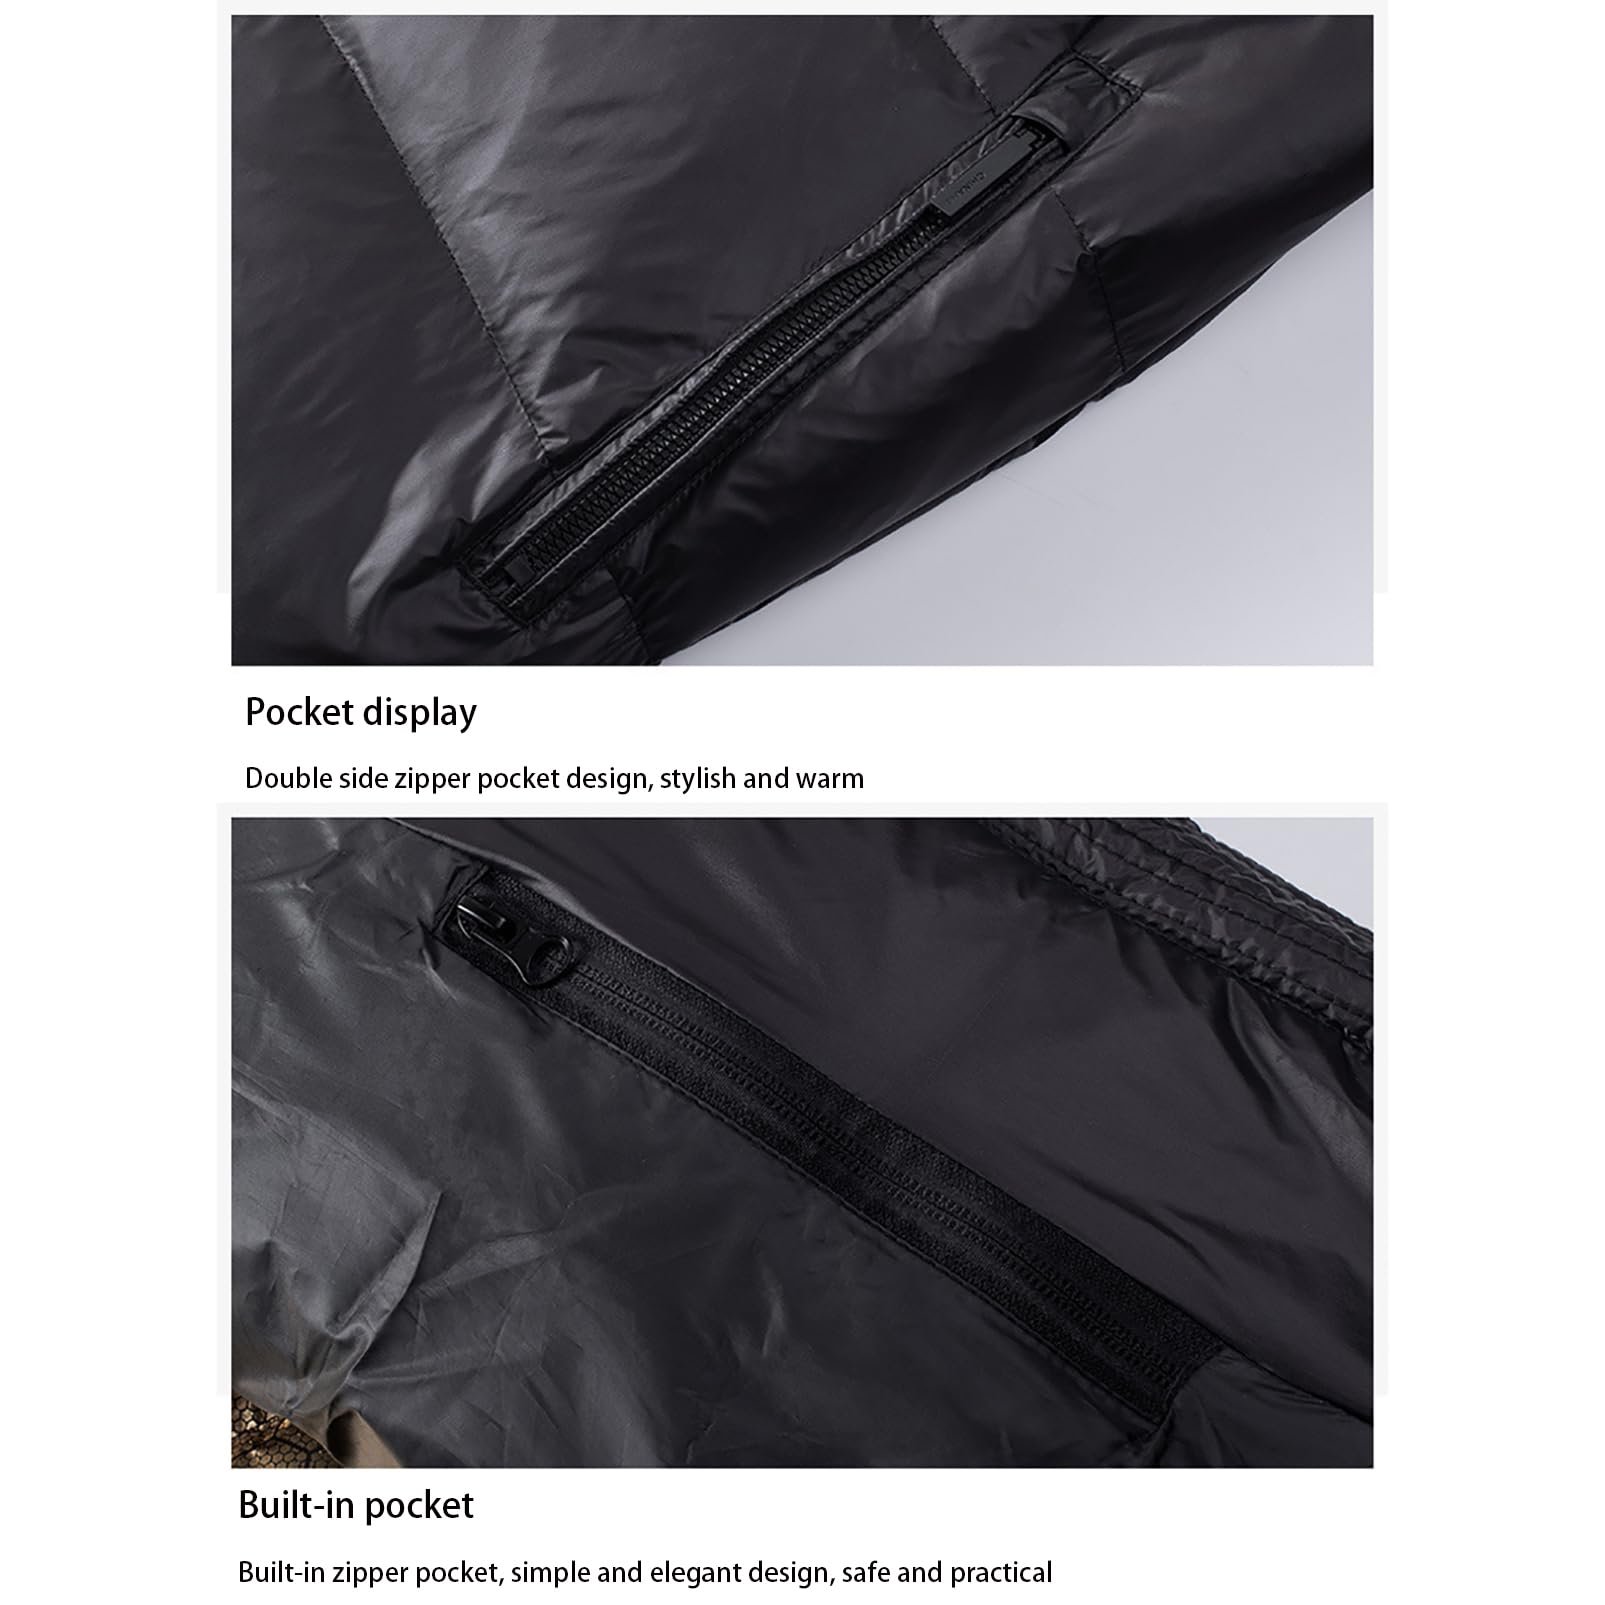 Pocket display
Double side zipper pocket design, stylish and warm
Built-in pocket
Built-in zipper pocket, simple and elegant design, safe and practical